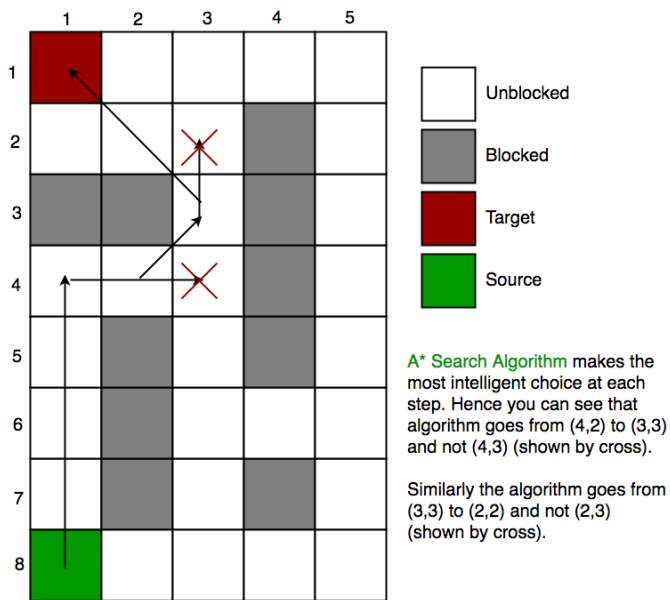 1 2 3 4 5
1
2
3
4
5
6
7
8
Unblocked
Blocked
Target
Source
A* Search Algorithm makes the
most intelligent choice at each
step. Hence you can see that
algorithm goes from (4,2) to (3,3)
and not (4,3) (shown by cross).
Similarly the algorithm goes from
(3,3) to (2,2) and not (2,3)
(shown by cross).